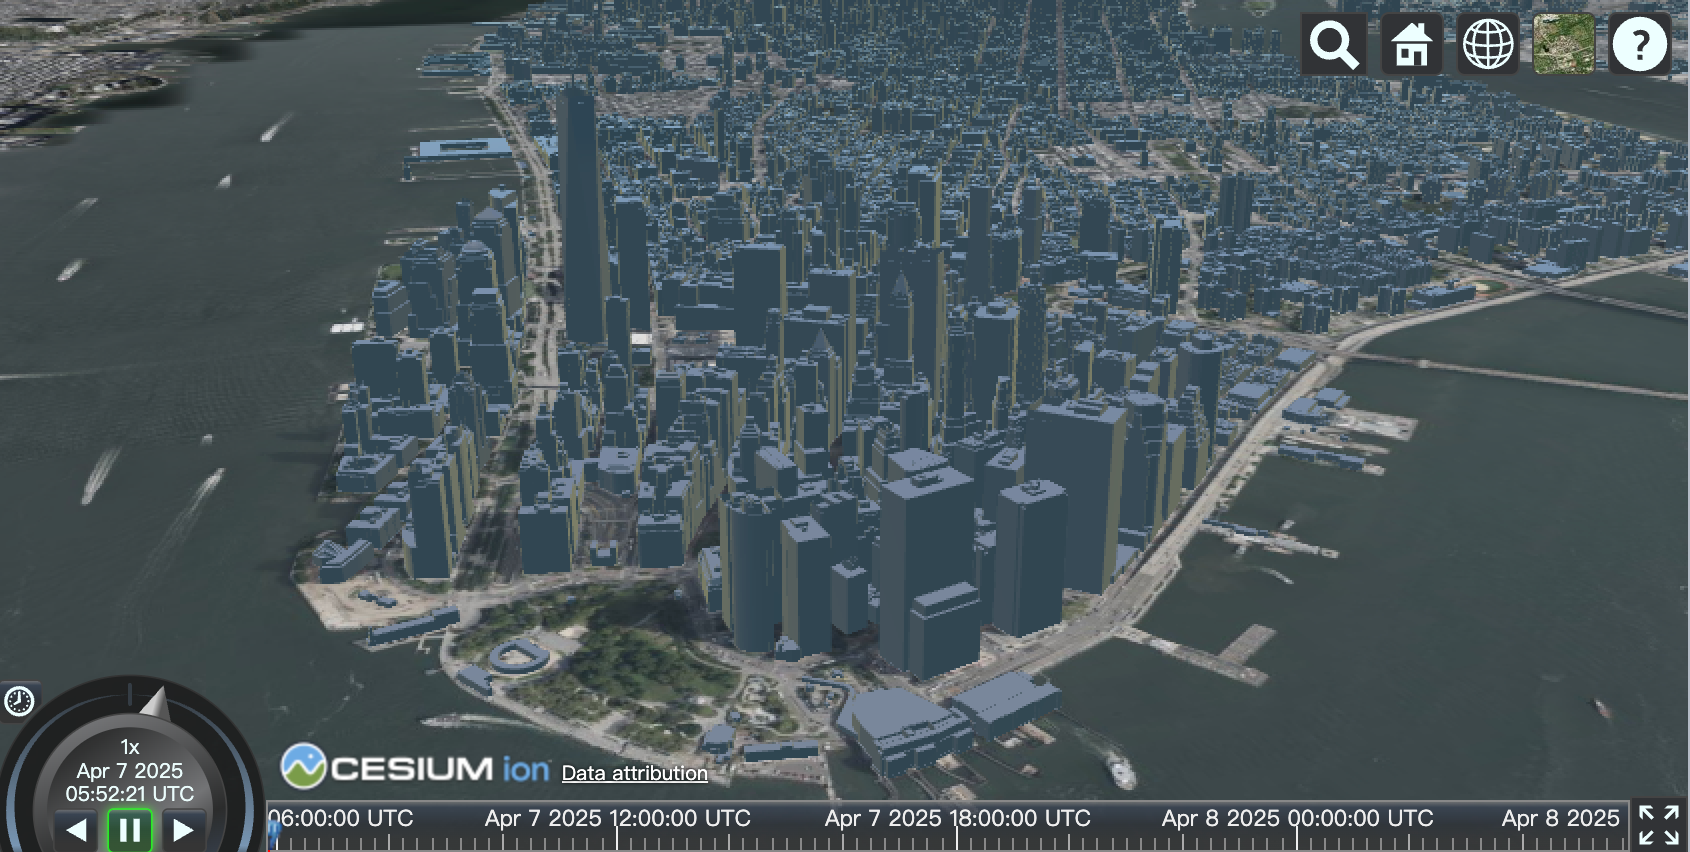 ?
1x
Apr 7 2025
05:52:21 UTC
CESIUM ion
Data attribution
06:00:00 UTC
Apr 7 2025 12:00:00 UTC
Apr 7 2025 18:00:00 UTC
Apr 8 2025 00:00:00 UTC
Apr 8 2025